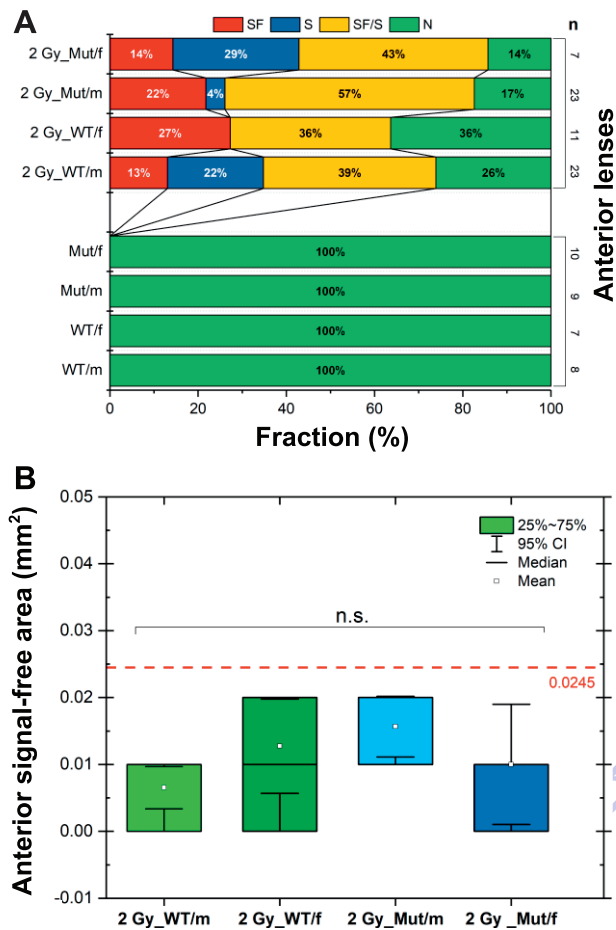 A
SF S SF/S N
n
2 Gy_Mut/f 14% 29% 43% 14% 7
2 Gy_Mut/m 22% 4% 57% 17% 23
2 Gy_WT/f 27% 36% 36% 11
2 Gy_WT/m 13% 22% 39% 26% 23
Mut/f 100% 10
Mut/m 100% 9
WT/f 100% 7
WT/m 100% 8
Anterior lenses
0 20 40 60 80 100
Fraction (%)
B
Anterior signal-free area (mm²)
0.05
0.04
0.03
0.02
0.01
0.00
-0.01
25%~75%
95% CI
Median
Mean
n.s.
0.0245
2 Gy_WT/m 2 Gy_WT/f 2 Gy_Mut/m 2 Gy _Mut/f